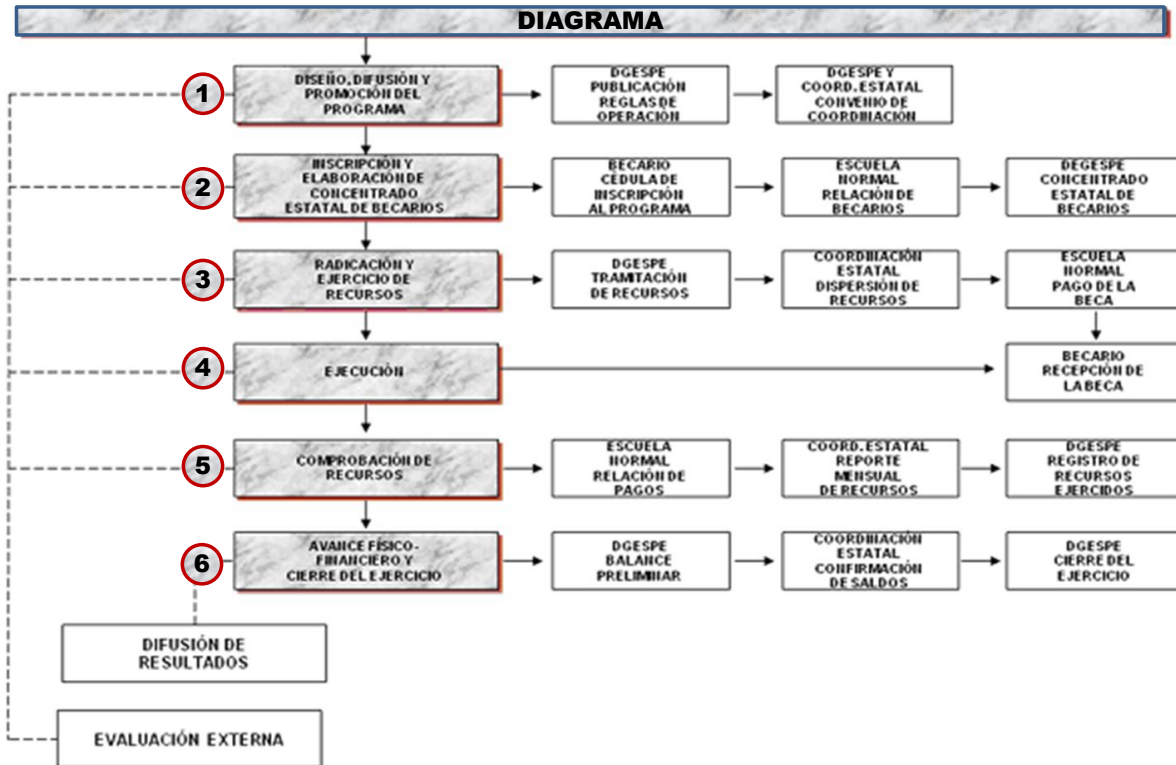 DIAGRAMA
1
DISEÑO, DIFUSIÓN Y
PROMOCIÓN DEL
PROGRAMA
DGESPE
PUBLICACIÓN
REGLAS DE
OPERACIÓN
DGESPE Y
COORD. ESTATAL
CONVENIO DE
COORDINACIÓN
2
INSCRIPCIÓN Y
ELABORACIÓN DE
CONCENTRADO
ESTATAL DE BECARIOS
BECARIO
CÉDULA DE
INSCRIPCIÓN
AL PROGRAMA
ESCUELA
NORMAL
RELACIÓN DE
BECARIOS
DEGESPE
CONCENTRADO
ESTATAL DE
BECARIOS
3
RADICACIÓN Y
EJERCICIO DE
RECURSOS
DGESPE
TRAMITACIÓN
DE RECURSOS
COORDINACIÓN
ESTATAL
DISPERSIÓN DE
RECURSOS
ESCUELA
NORMAL
PAGO DE LA
BECA
4
EJECUCIÓN
BECARIO
RECEPCIÓN DE
LA BECA
5
COMPROBACIÓN DE
RECURSOS
ESCUELA
NORMAL
RELACIÓN DE
PAGOS
COORD. ESTATAL
REPORTE
MENSUAL
DE RECURSOS
DGESPE
REGISTRO DE
RECURSOS
EJERCIDOS
6
AVANCE FÍSICO-
FINANCIERO Y
CIERRE DEL EJERCICIO
DGESPE
BALANCE
PRELIMINAR
COORDINACIÓN
ESTATAL
CONFIRMACIÓN
DE SALDOS
DGESPE
CIERRE DEL
EJERCICIO
DIFUSIÓN DE
RESULTADOS
EVALUACIÓN EXTERNA